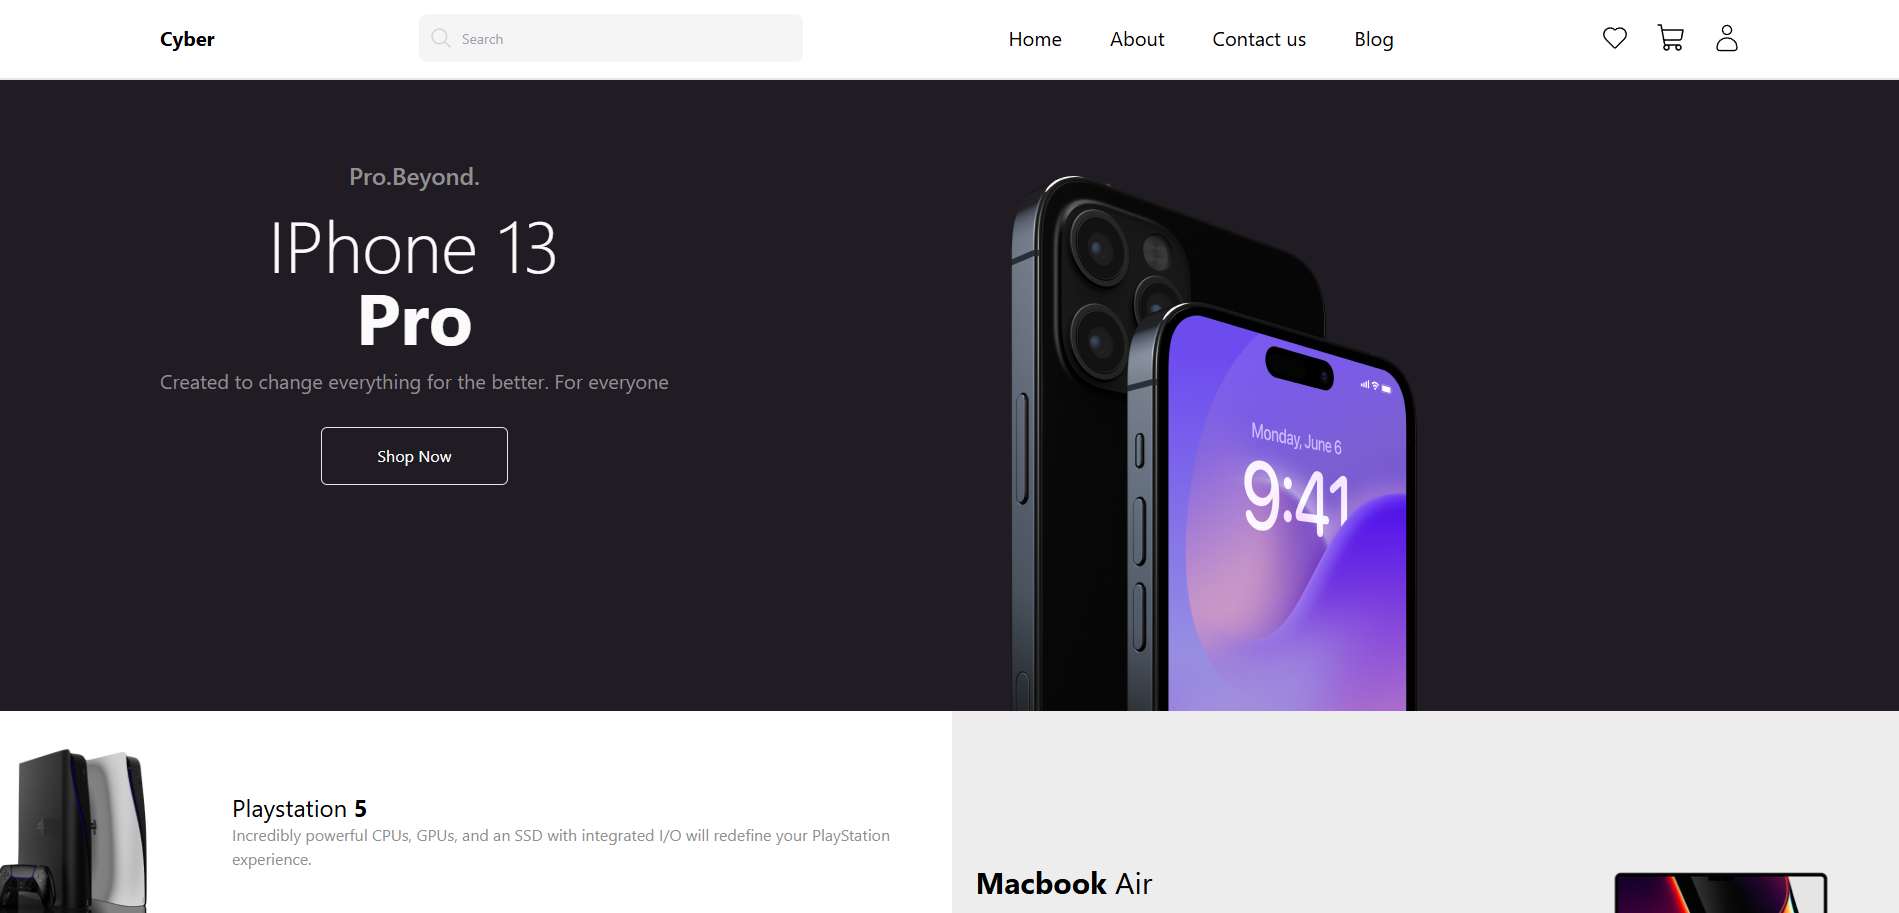 Cyber
Search
Home
About
Contact us
Blog
Pro.Beyond.
IPhone 13
Pro
Created to change everything for the better. For everyone
Shop Now
Monday, June 6
9:41
Playstation 5
Incredibly powerful CPUs, GPUs, and an SSD with integrated I/O will redefine your PlayStation
experience.
Macbook Air